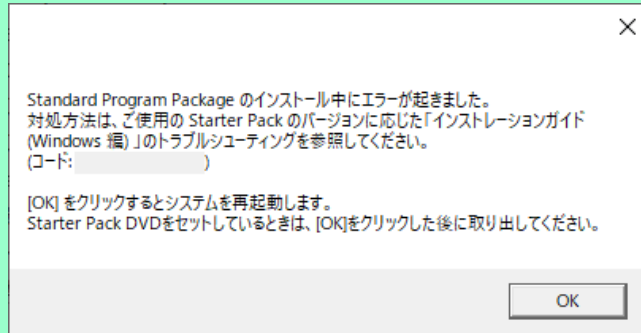 Standard Program Package のインストール中にエラーが起きました。
対処方法は、ご使用の Starter Pack のバージョンに応じた「インストレーションガイド
(Windows 編) 」のトラブルシューティングを参照してください。
(コード: )
[OK] をクリックするとシステムを再起動します。
Starter Pack DVDをセットしているときは、[OK]をクリックした後に取り出してください。
OK